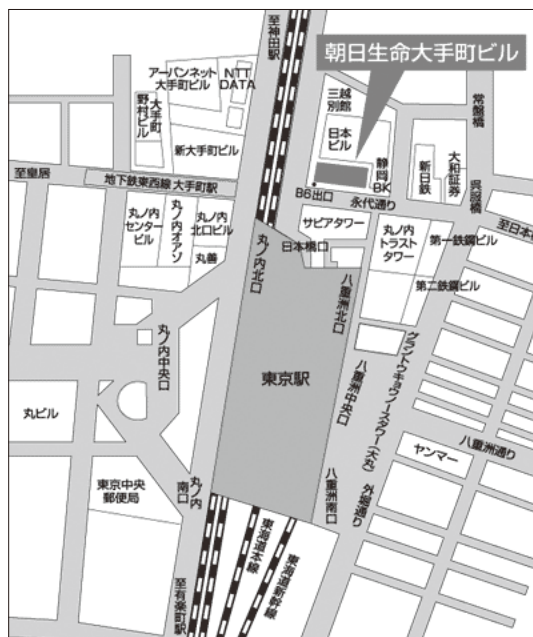 至神田駅
朝日生命大手町ビル
アーバンネット
大手町ビル
NTT
DATA
大手町
野村ビル
新大手町ビル
三越
別館
日本
ビル
静岡
BK
常盤橋
新日鉄
大和証券
呉服橋
至皇居
地下鉄東西線 大手町駅
B6出口
永代通り
至日本橋
丸ノ内
センター
ビル
丸ノ内オアゾ
丸ノ内
北口ビル
丸善
丸ノ内北口
サピアタワー
日本橋口
丸ノ内
トラスト
タワー
第一鉄鋼ビル
第二鉄鋼ビル
八重洲北口
丸ノ内中央口
東京駅
八重洲中央口
グラントウキョウノースタワー(大丸)
丸ビル
八重洲通り
ヤンマー
東京中央
郵便局
丸ノ内
南口
八重洲南口
外堀通り
東海道本線
東海道新幹線
至有楽町駅